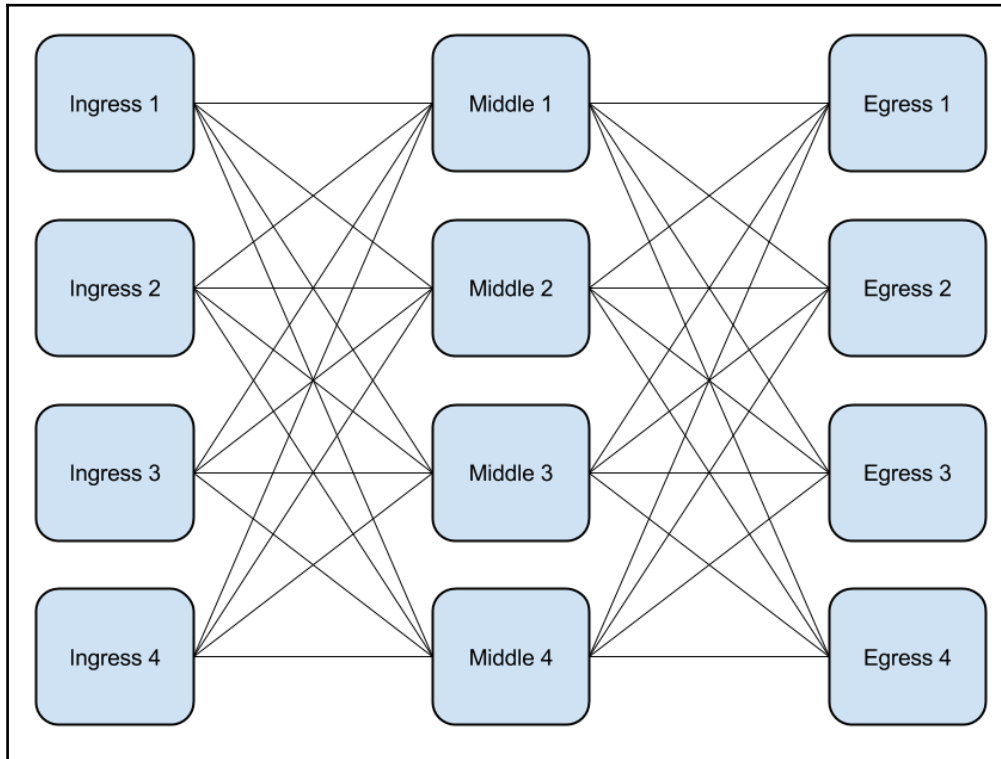 Ingress 1
Middle 1
Egress 1
Ingress 2
Middle 2
Egress 2
Ingress 3
Middle 3
Egress 3
Ingress 4
Middle 4
Egress 4